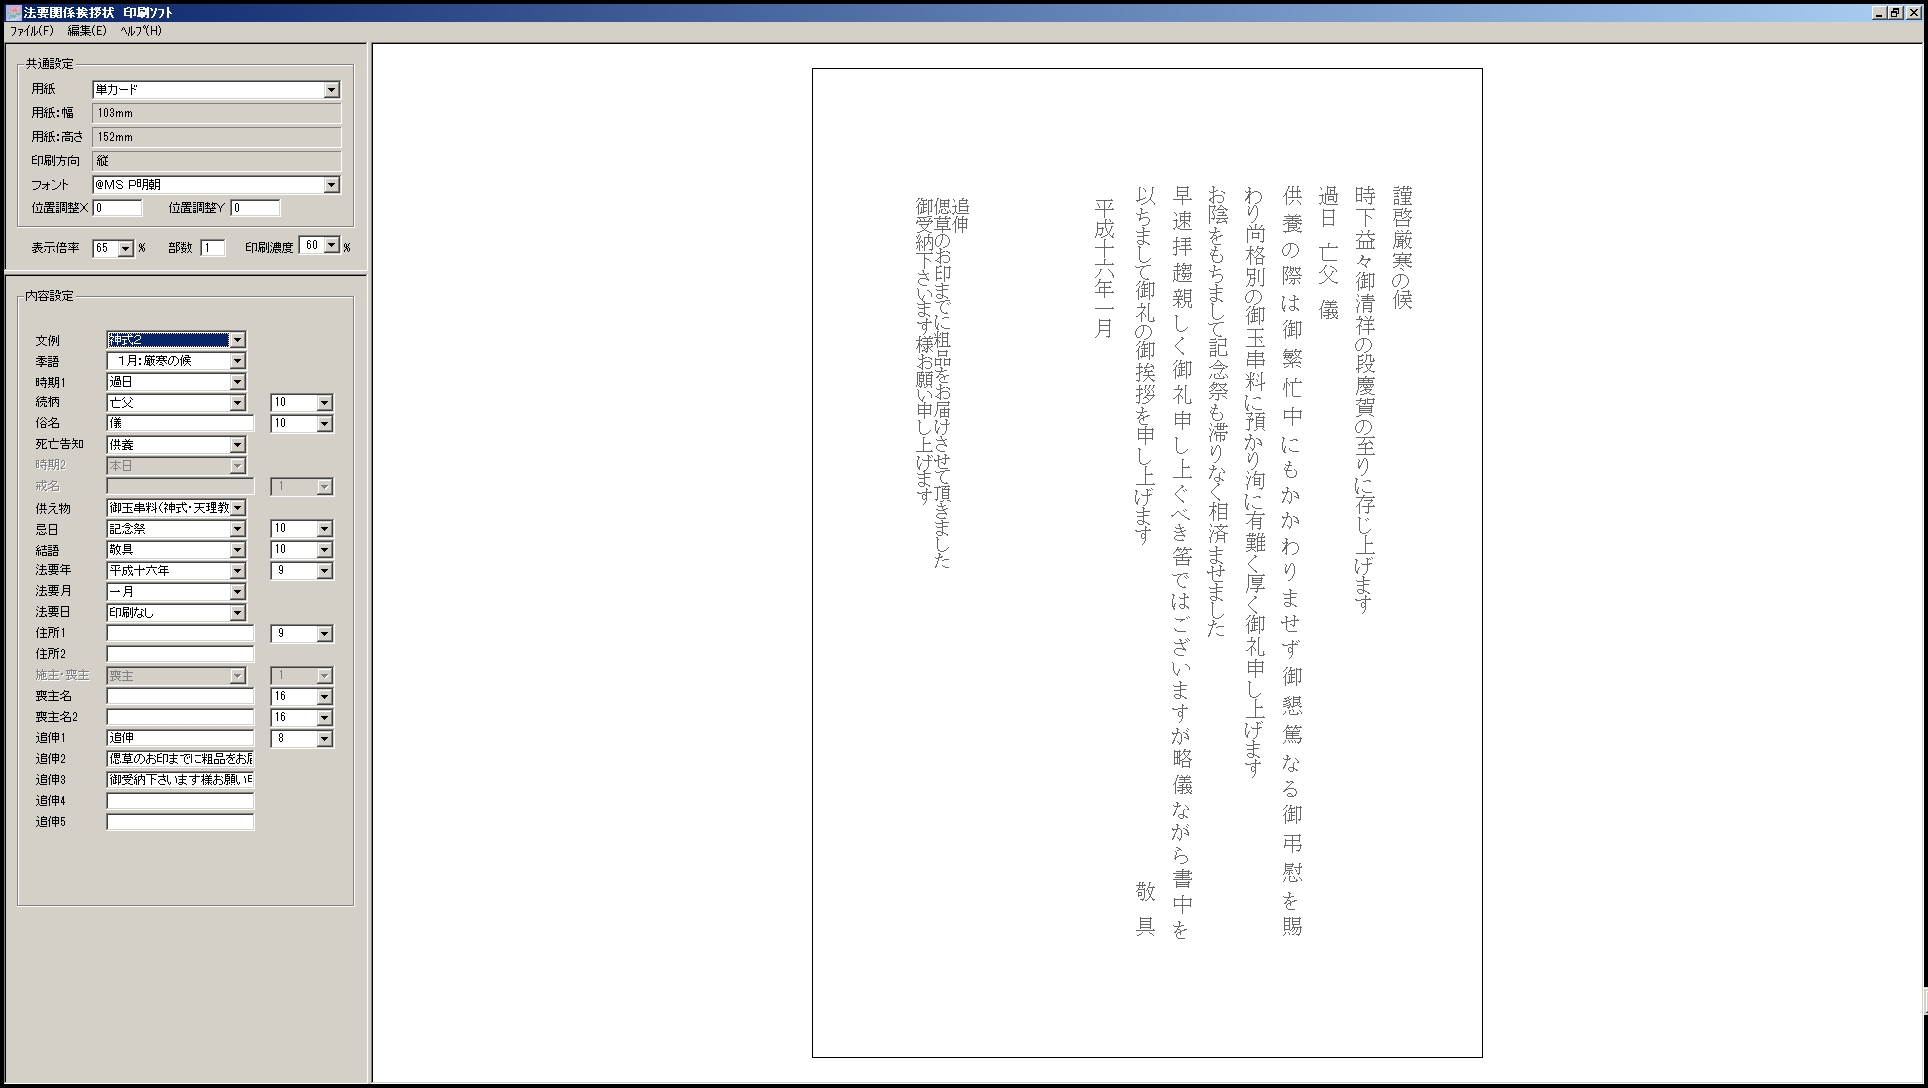 法要関係挨拶状 印刷ソフト
ファイル(F) 編集(E) ヘルプ(H)
共通設定
用紙 単カード
用紙:幅 103mm
用紙:高さ 152mm
印刷方向 縦
フォント @MS P明朝
位置調整X 0 位置調整Y 0
表示倍率 65 % 部数 1 印刷濃度 60 %
内容設定
文例 神式2
季語 1月:厳寒の候
時期1 過日
続柄 亡父 10
俗名 儀 10
死亡告知 供養
時期2 本日
戒名 1
供え物 御玉串料(神式・天理教
忌日 記念祭 10
結語 敬具 10
法要年 平成十六年 9
法要月 一月
法要日 印刷なし
住所1 9
住所2
施主・喪主 喪主 1
喪主名 16
喪主名2 16
追伸1 追伸 8
追伸2 偲草のお印までに粗品をお届
追伸3 御受納下さいます様お願い申
追伸4
追伸5
謹啓厳寒の候
時下益々御清祥の段慶賀の至りに存じ上げます
過日 亡父 儀
供養の際は御繁忙中にもかかわりませず御懇篤なる御弔慰を賜
わり尚格別の御玉串料に預かり洵に有難く厚く御礼申し上げます
お陰をもちまして記念祭も滞りなく相済ませました
早速拝趨親しく御礼申し上ぐべき筈ではございますが略儀ながら書中を
以ちまして御礼の御挨拶を申し上げます 敬具
平成十六年一月
追伸
偲草のお印までに粗品をお届けさせて頂きました
御受納下さいます様お願い申し上げます